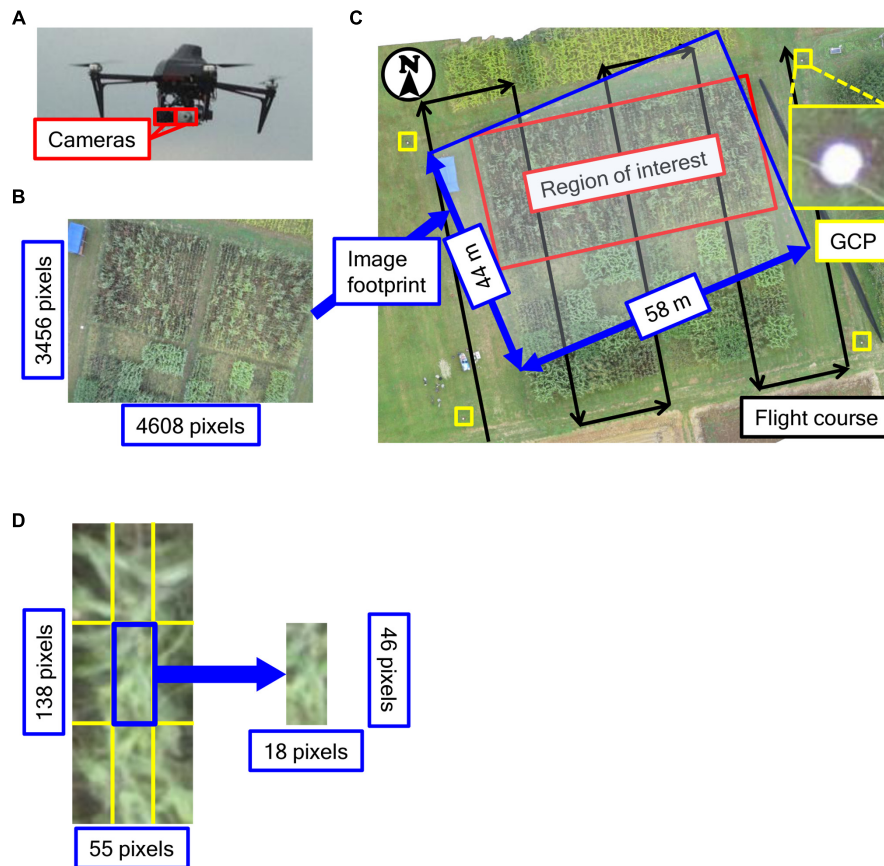 A
Cameras
B
3456 pixels
4608 pixels
Image
footprint
C
N
Region of interest
44 m
58 m
GCP
Flight course
D
138 pixels
55 pixels
46 pixels
18 pixels